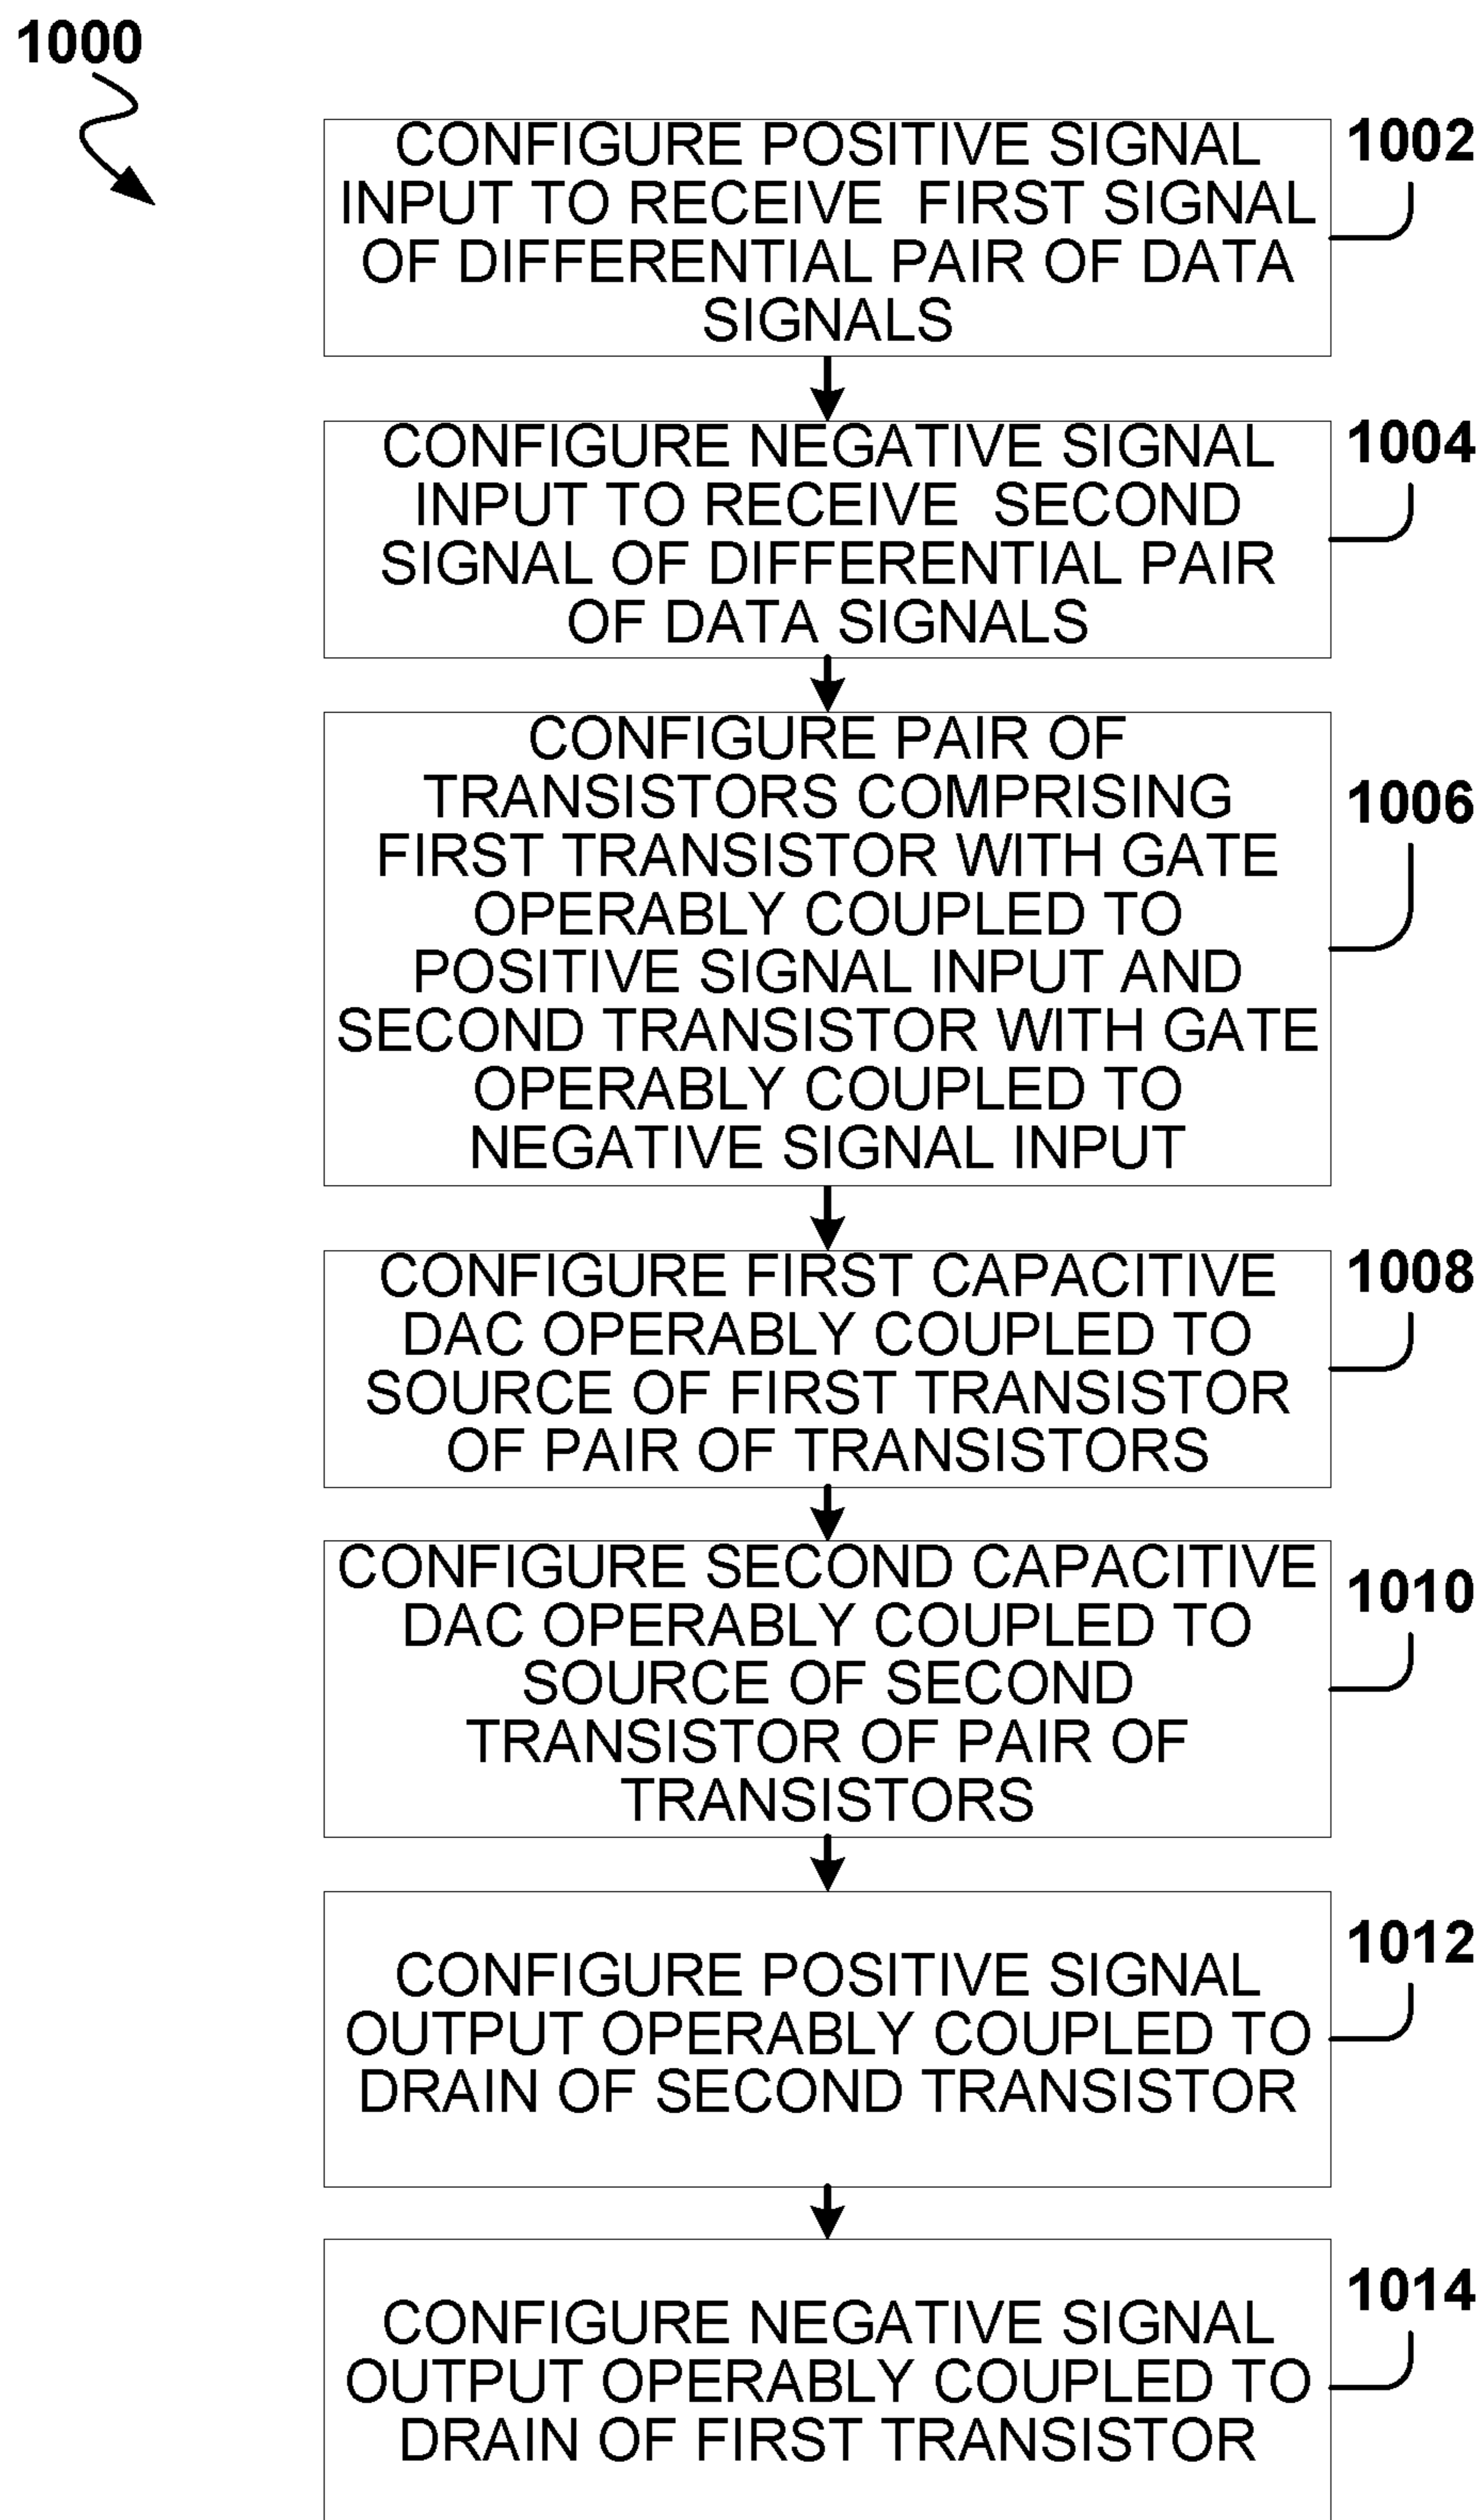 1000
CONFIGURE POSITIVE SIGNAL
INPUT TO RECEIVE FIRST SIGNAL
OF DIFFERENTIAL PAIR OF DATA
SIGNALS
1002
CONFIGURE NEGATIVE SIGNAL
INPUT TO RECEIVE SECOND
SIGNAL OF DIFFERENTIAL PAIR
OF DATA SIGNALS
1004
CONFIGURE PAIR OF
TRANSISTORS COMPRISING
FIRST TRANSISTOR WITH GATE
OPERABLY COUPLED TO
POSITIVE SIGNAL INPUT AND
SECOND TRANSISTOR WITH GATE
OPERABLY COUPLED TO
NEGATIVE SIGNAL INPUT
1006
CONFIGURE FIRST CAPACITIVE
DAC OPERABLY COUPLED TO
SOURCE OF FIRST TRANSISTOR
OF PAIR OF TRANSISTORS
1008
CONFIGURE SECOND CAPACITIVE
DAC OPERABLY COUPLED TO
SOURCE OF SECOND
TRANSISTOR OF PAIR OF
TRANSISTORS
1010
CONFIGURE POSITIVE SIGNAL
OUTPUT OPERABLY COUPLED TO
DRAIN OF SECOND TRANSISTOR
1012
CONFIGURE NEGATIVE SIGNAL
OUTPUT OPERABLY COUPLED TO
DRAIN OF FIRST TRANSISTOR
1014